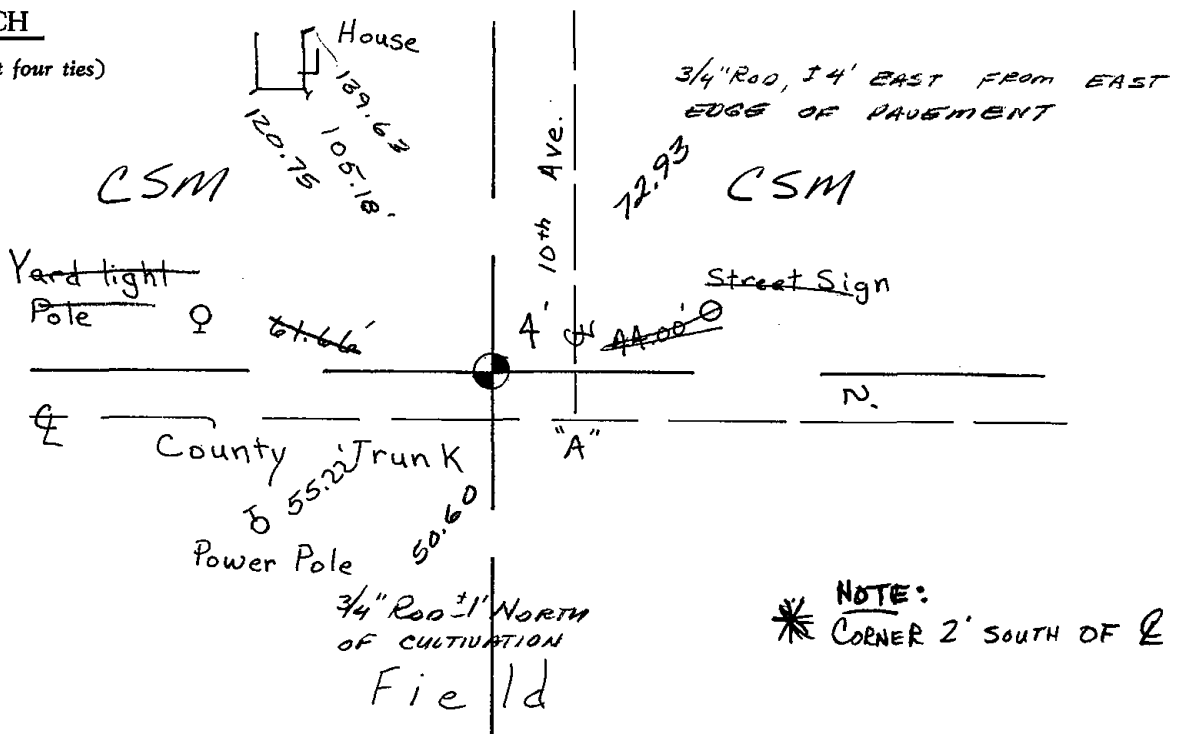 CH
t four ties)
House
139.63
120.75
105.18'
CSM
10th Ave.
3/4" ROD, ±4' EAST FROM EAST
EDGE OF PAVEMENT
72.93
CSM
Yard light
Pole
61.66'
4'
44.00'
Street Sign
N.
℄
County Trunk "A"
55.22'
Power Pole
50.60
3/4" ROD ±1' NORTH
OF CULTIVATION
Field
* NOTE:
CORNER 2' SOUTH OF ℄